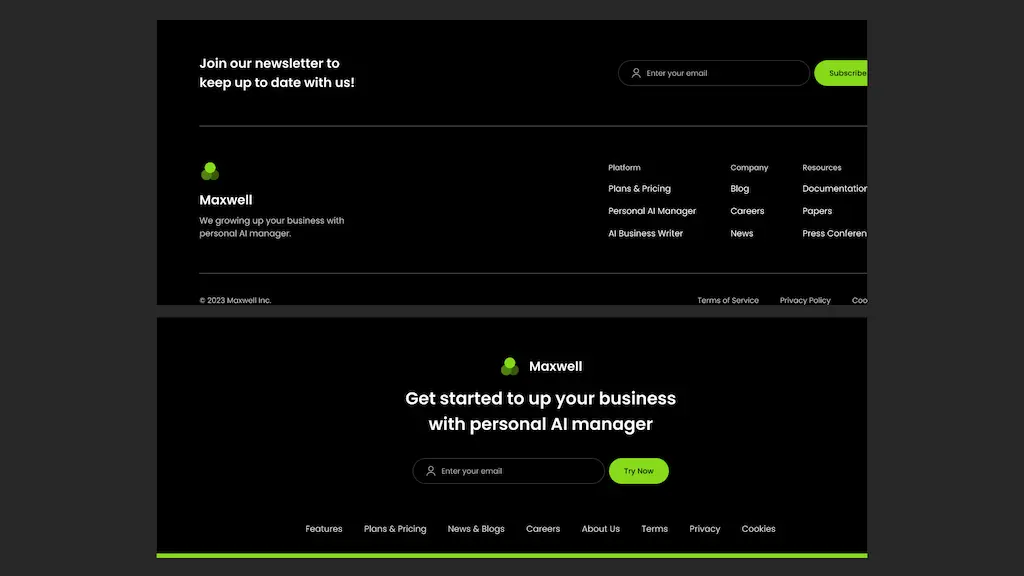 Join our newsletter to
keep up to date with us!
Enter your email
Subscribe
Maxwell
We growing up your business with
personal AI manager.
Platform
Plans & Pricing
Personal AI Manager
AI Business Writer
Company
Blog
Careers
News
Resources
Documentation
Papers
Press Conferen
© 2023 Maxwell Inc.
Terms of Service
Privacy Policy
Coo
Maxwell
Get started to up your business
with personal AI manager
Enter your email
Try Now
Features
Plans & Pricing
News & Blogs
Careers
About Us
Terms
Privacy
Cookies